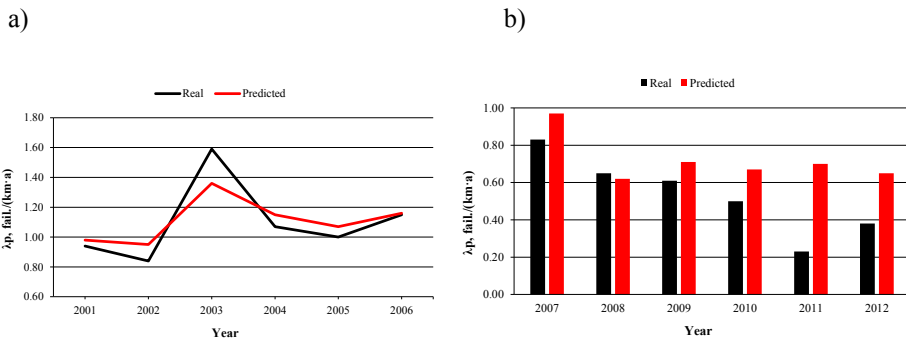 a)
Real Predicted
1.80
1.60
1.40
1.20
1.00
0.80
0.60
λp, fail./(km·a)
2001 2002 2003 2004 2005 2006
Year
b)
Real Predicted
1.00
0.80
0.60
0.40
0.20
0.00
λp, fail./(km·a)
2007 2008 2009 2010 2011 2012
Year